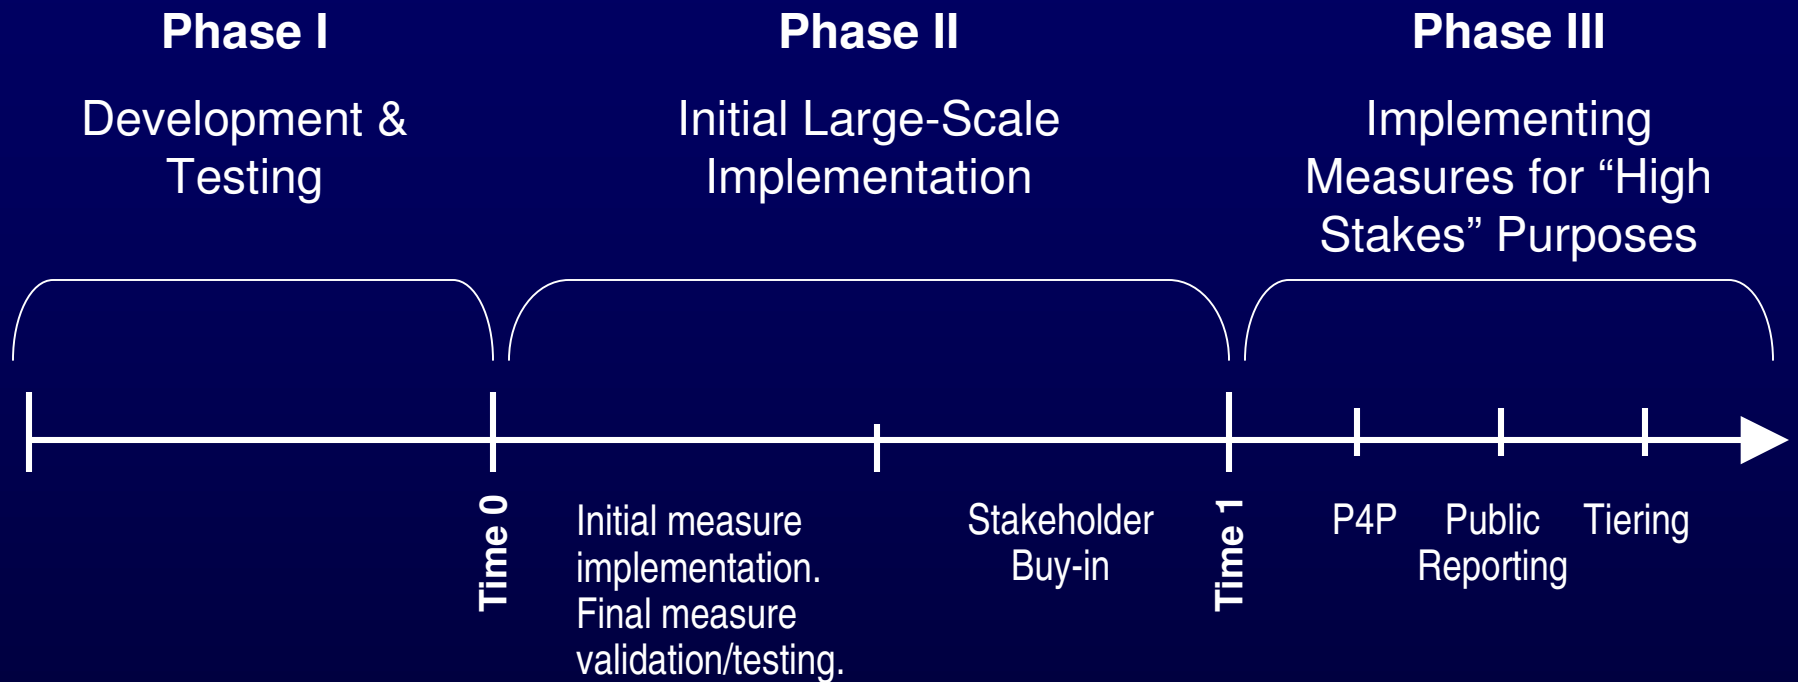 Phase I
Development &
Testing
Phase II
Initial Large-Scale
Implementation
Phase III
Implementing
Measures for “High
Stakes” Purposes
Time 0
Initial measure
implementation.
Final measure
validation/testing.
Stakeholder
Buy-in
Time 1
P4P
Public
Reporting
Tiering